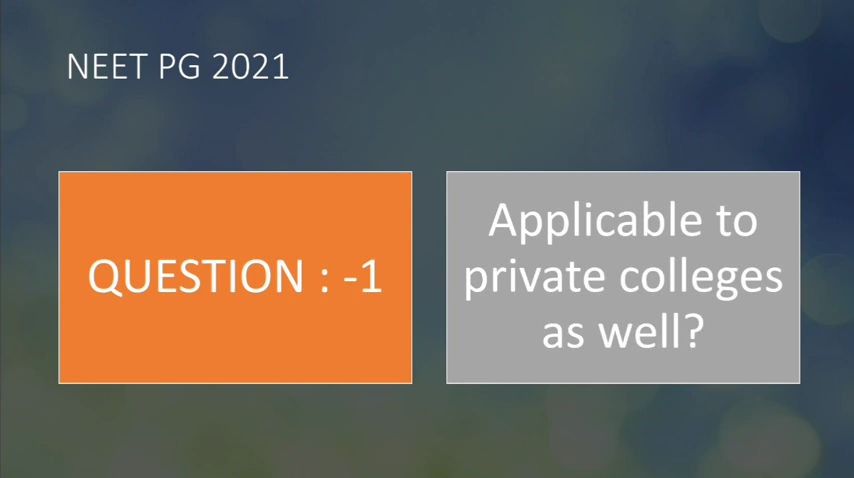 NEET PG 2021
QUESTION : -1
Applicable to
private colleges
as well?